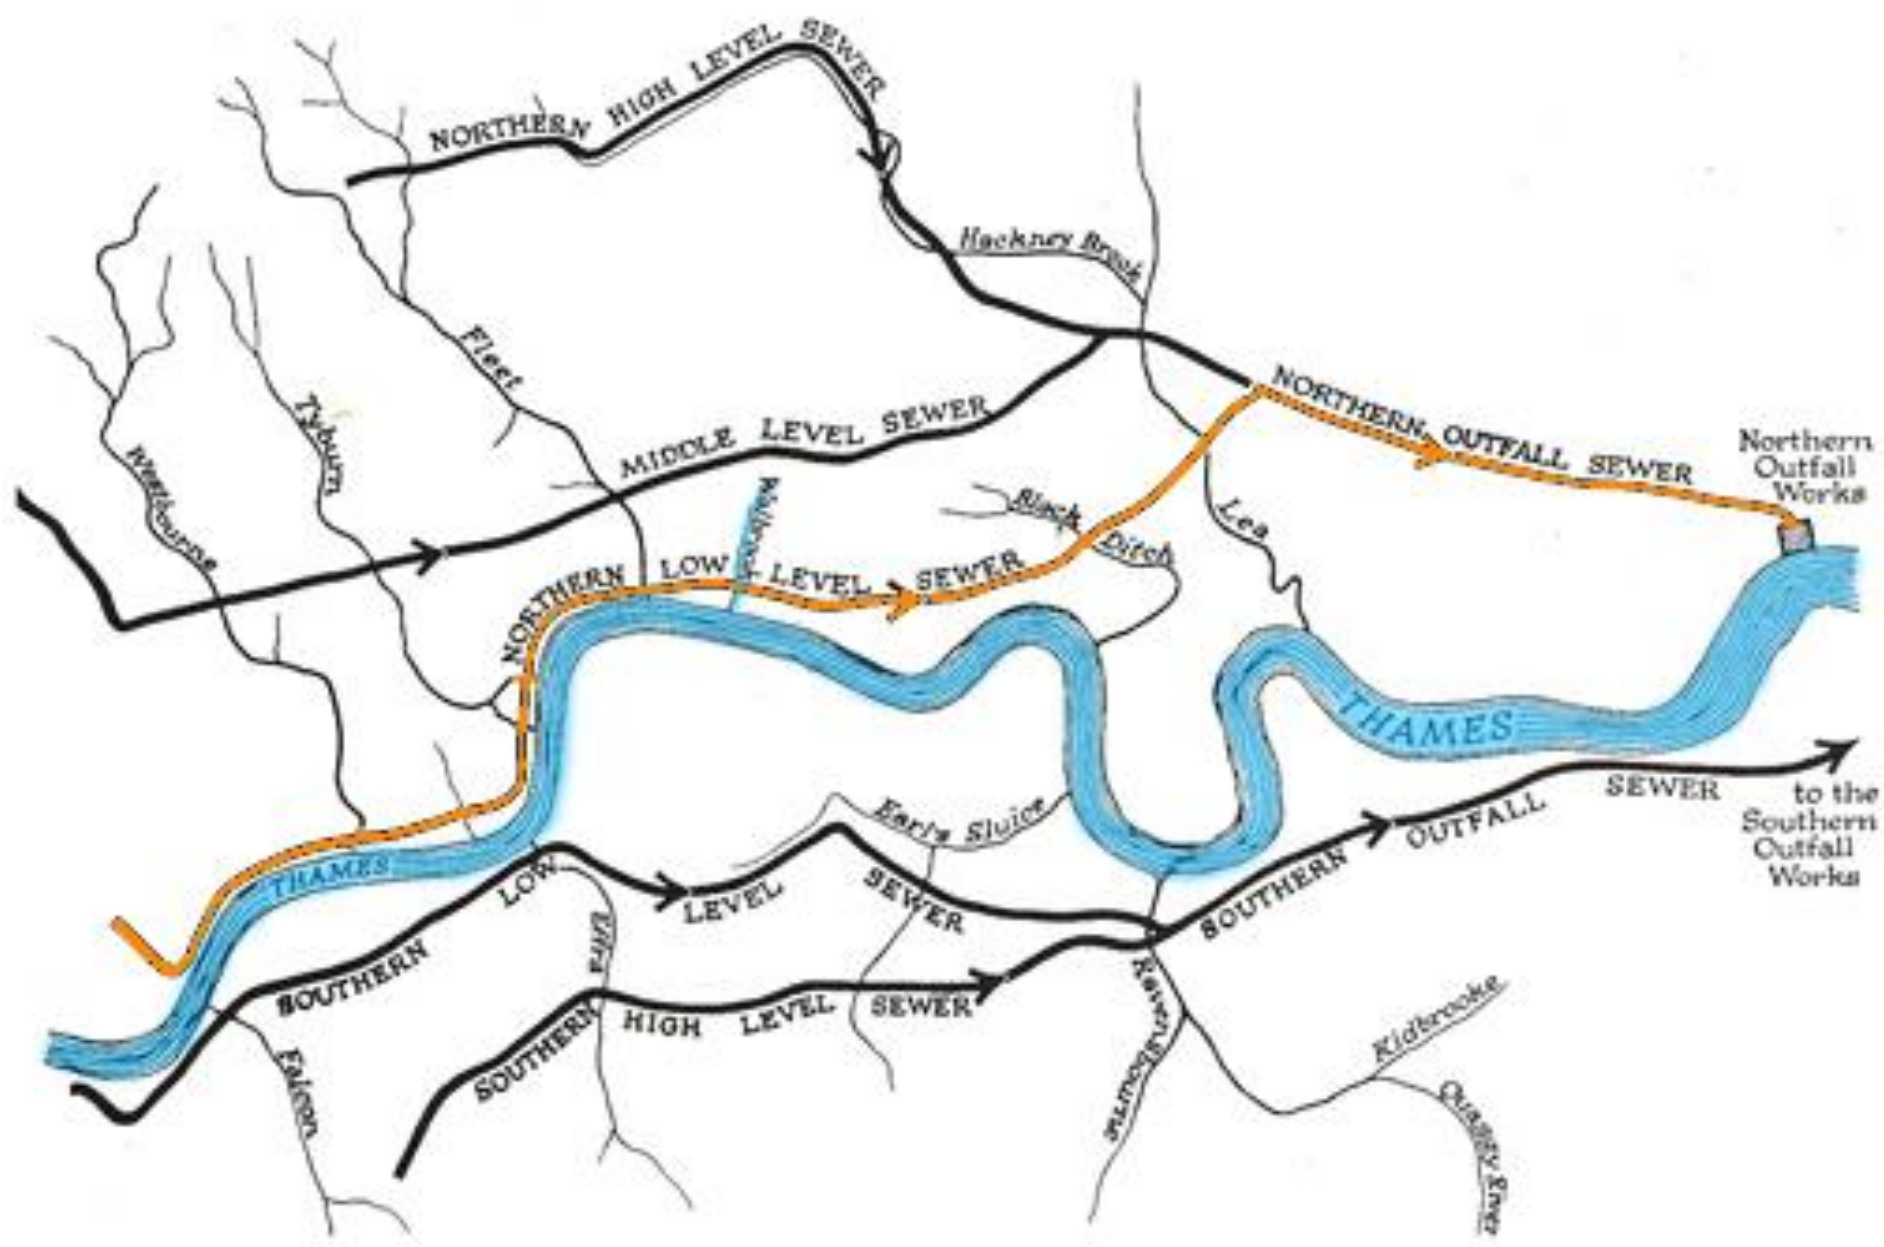 NORTHERN HIGH LEVEL SEWER
Hackney Brook
Fleet
Tyburn
Westbourne
MIDDLE LEVEL SEWER
Walbrook
Black Ditch
Lea
NORTHERN OUTFALL SEWER
Northern
Outfall
Works
NORTHERN LOW LEVEL SEWER
THAMES
THAMES
Earl's Sluice
SOUTHERN LOW LEVEL SEWER
SOUTHERN OUTFALL SEWER
to the
Southern
Outfall
Works
Effra
SOUTHERN HIGH LEVEL SEWER
Falcon
Ravensbourne
Kidbrooke
Quaggy River